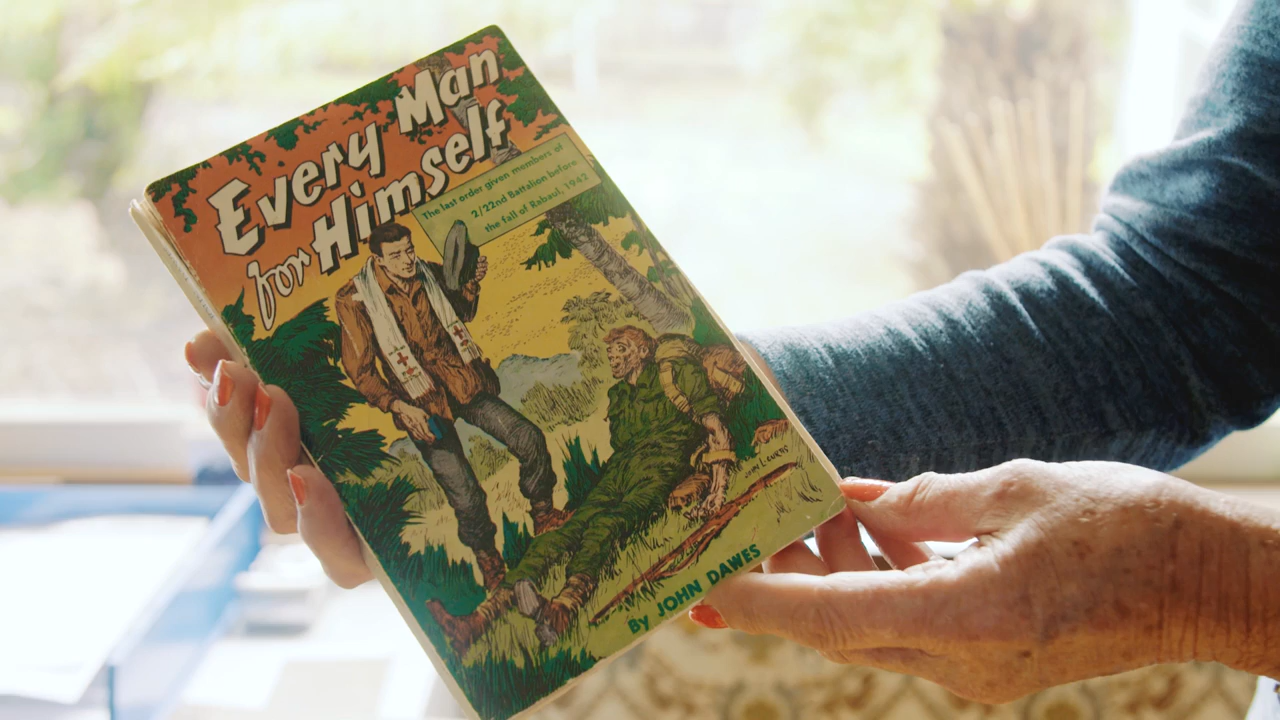 Every Man
for Himself
The last order given members of
2/22nd Battalion before
the fall of Rabaul, 1942
By JOHN DAWES